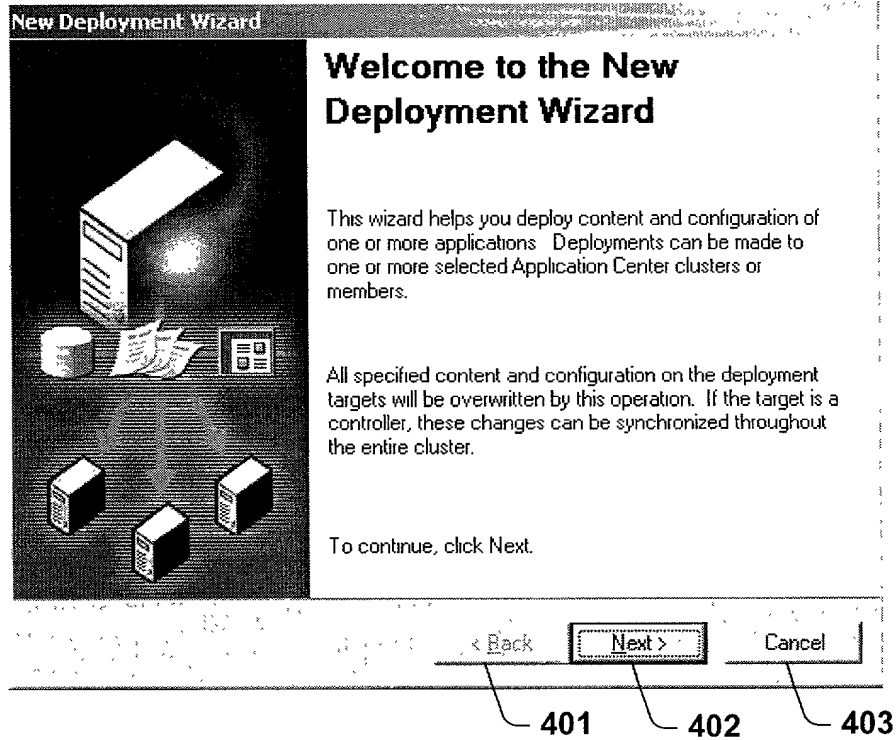 New Deployment Wizard
Welcome to the New
Deployment Wizard
This wizard helps you deploy content and configuration of
one or more applications Deployments can be made to
one or more selected Application Center clusters or
members.
All specified content and configuration on the deployment
targets will be overwritten by this operation. If the target is a
controller, these changes can be synchronized throughout
the entire cluster.
To continue, click Next.
< Back Next > Cancel
401 402 403